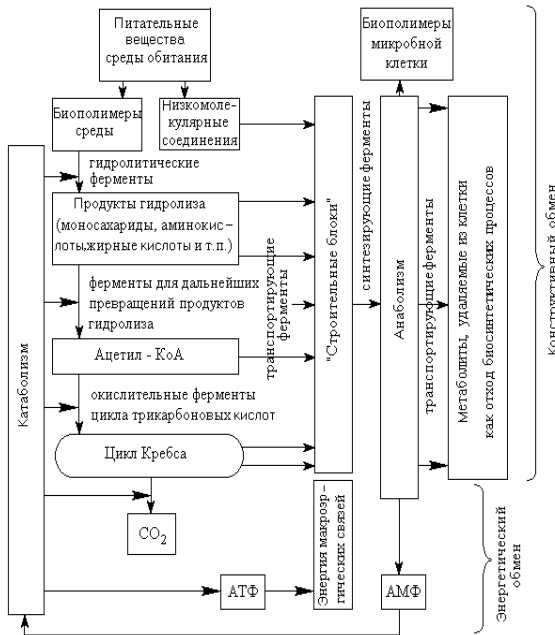 Питательные
вещества
среды обитания
Биополимеры
микробной
клетки
Биополимеры
среды
Низкомоле-
кулярные
соединения
гидролитические
ферменты
Продукты гидролиза
(моносахариды, аминокис-
лоты,жирные кислоты и т.п.)
ферменты для дальнейших
превращений продуктов
гидролиза
транспортирующие
ферменты
Ацетил - КоА
окислительные ферменты
цикла трикарбоновых кислот
Цикл Кребса
CO2
АТФ
Катаболизм
"Строительные блоки"
Энергия макроэр-
гических связей
синтезирующие ферменты
Анаболизм
АМФ
транспортирующие ферменты
Метаболиты, удаляемые из клетки
как отход биосинтетических процессов
Конструктивный обмен
Энергетический
обмен